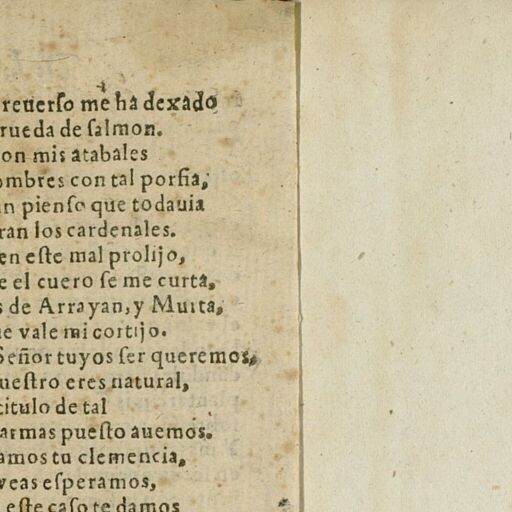 reuerſo me ha dexado
rueda de ſalmon.
on mis atabales
ombres con tal porfia,
n pienſo que todauia
ran los cardenales.
en eſte mal prolijo,
e el cuero ſe me curta,
s de Arrayan, y Murta,
ue vale mi cortijo.
Señor tuyos ſer queremos,
ueſtro eres natural,
titulo de tal
armas pueſto auemos.
amos tu clemencia,
veas eſperamos,
eſte caſo te damos